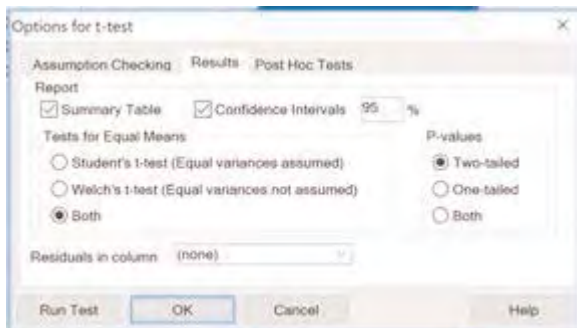 Options for t-test
Assumption Checking Results Post Hoc Tests
Report
Summary Table Confidence Intervals 95 %
Tests for Equal Means P-values
Student's t-test (Equal variances assumed) Two-tailed
Welch's t-test (Equal variances not assumed) One-tailed
Both Both
Residuals in column (none)
Run Test OK Cancel Help